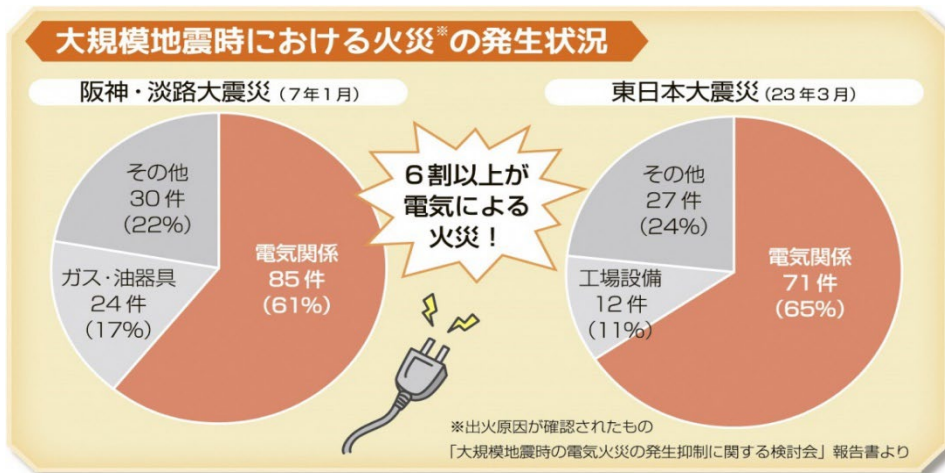 大規模地震時における火災※の発生状況
阪神・淡路大震災（7年1月）
その他
30件
(22%)
ガス・油器具
24件
(17%)
電気関係
85件
(61%)
6割以上が
電気による
火災！
東日本大震災（23年3月）
その他
27件
(24%)
工場設備
12件
(11%)
電気関係
71件
(65%)
※出火原因が確認されたもの
「大規模地震時の電気火災の発生抑制に関する検討会」報告書より